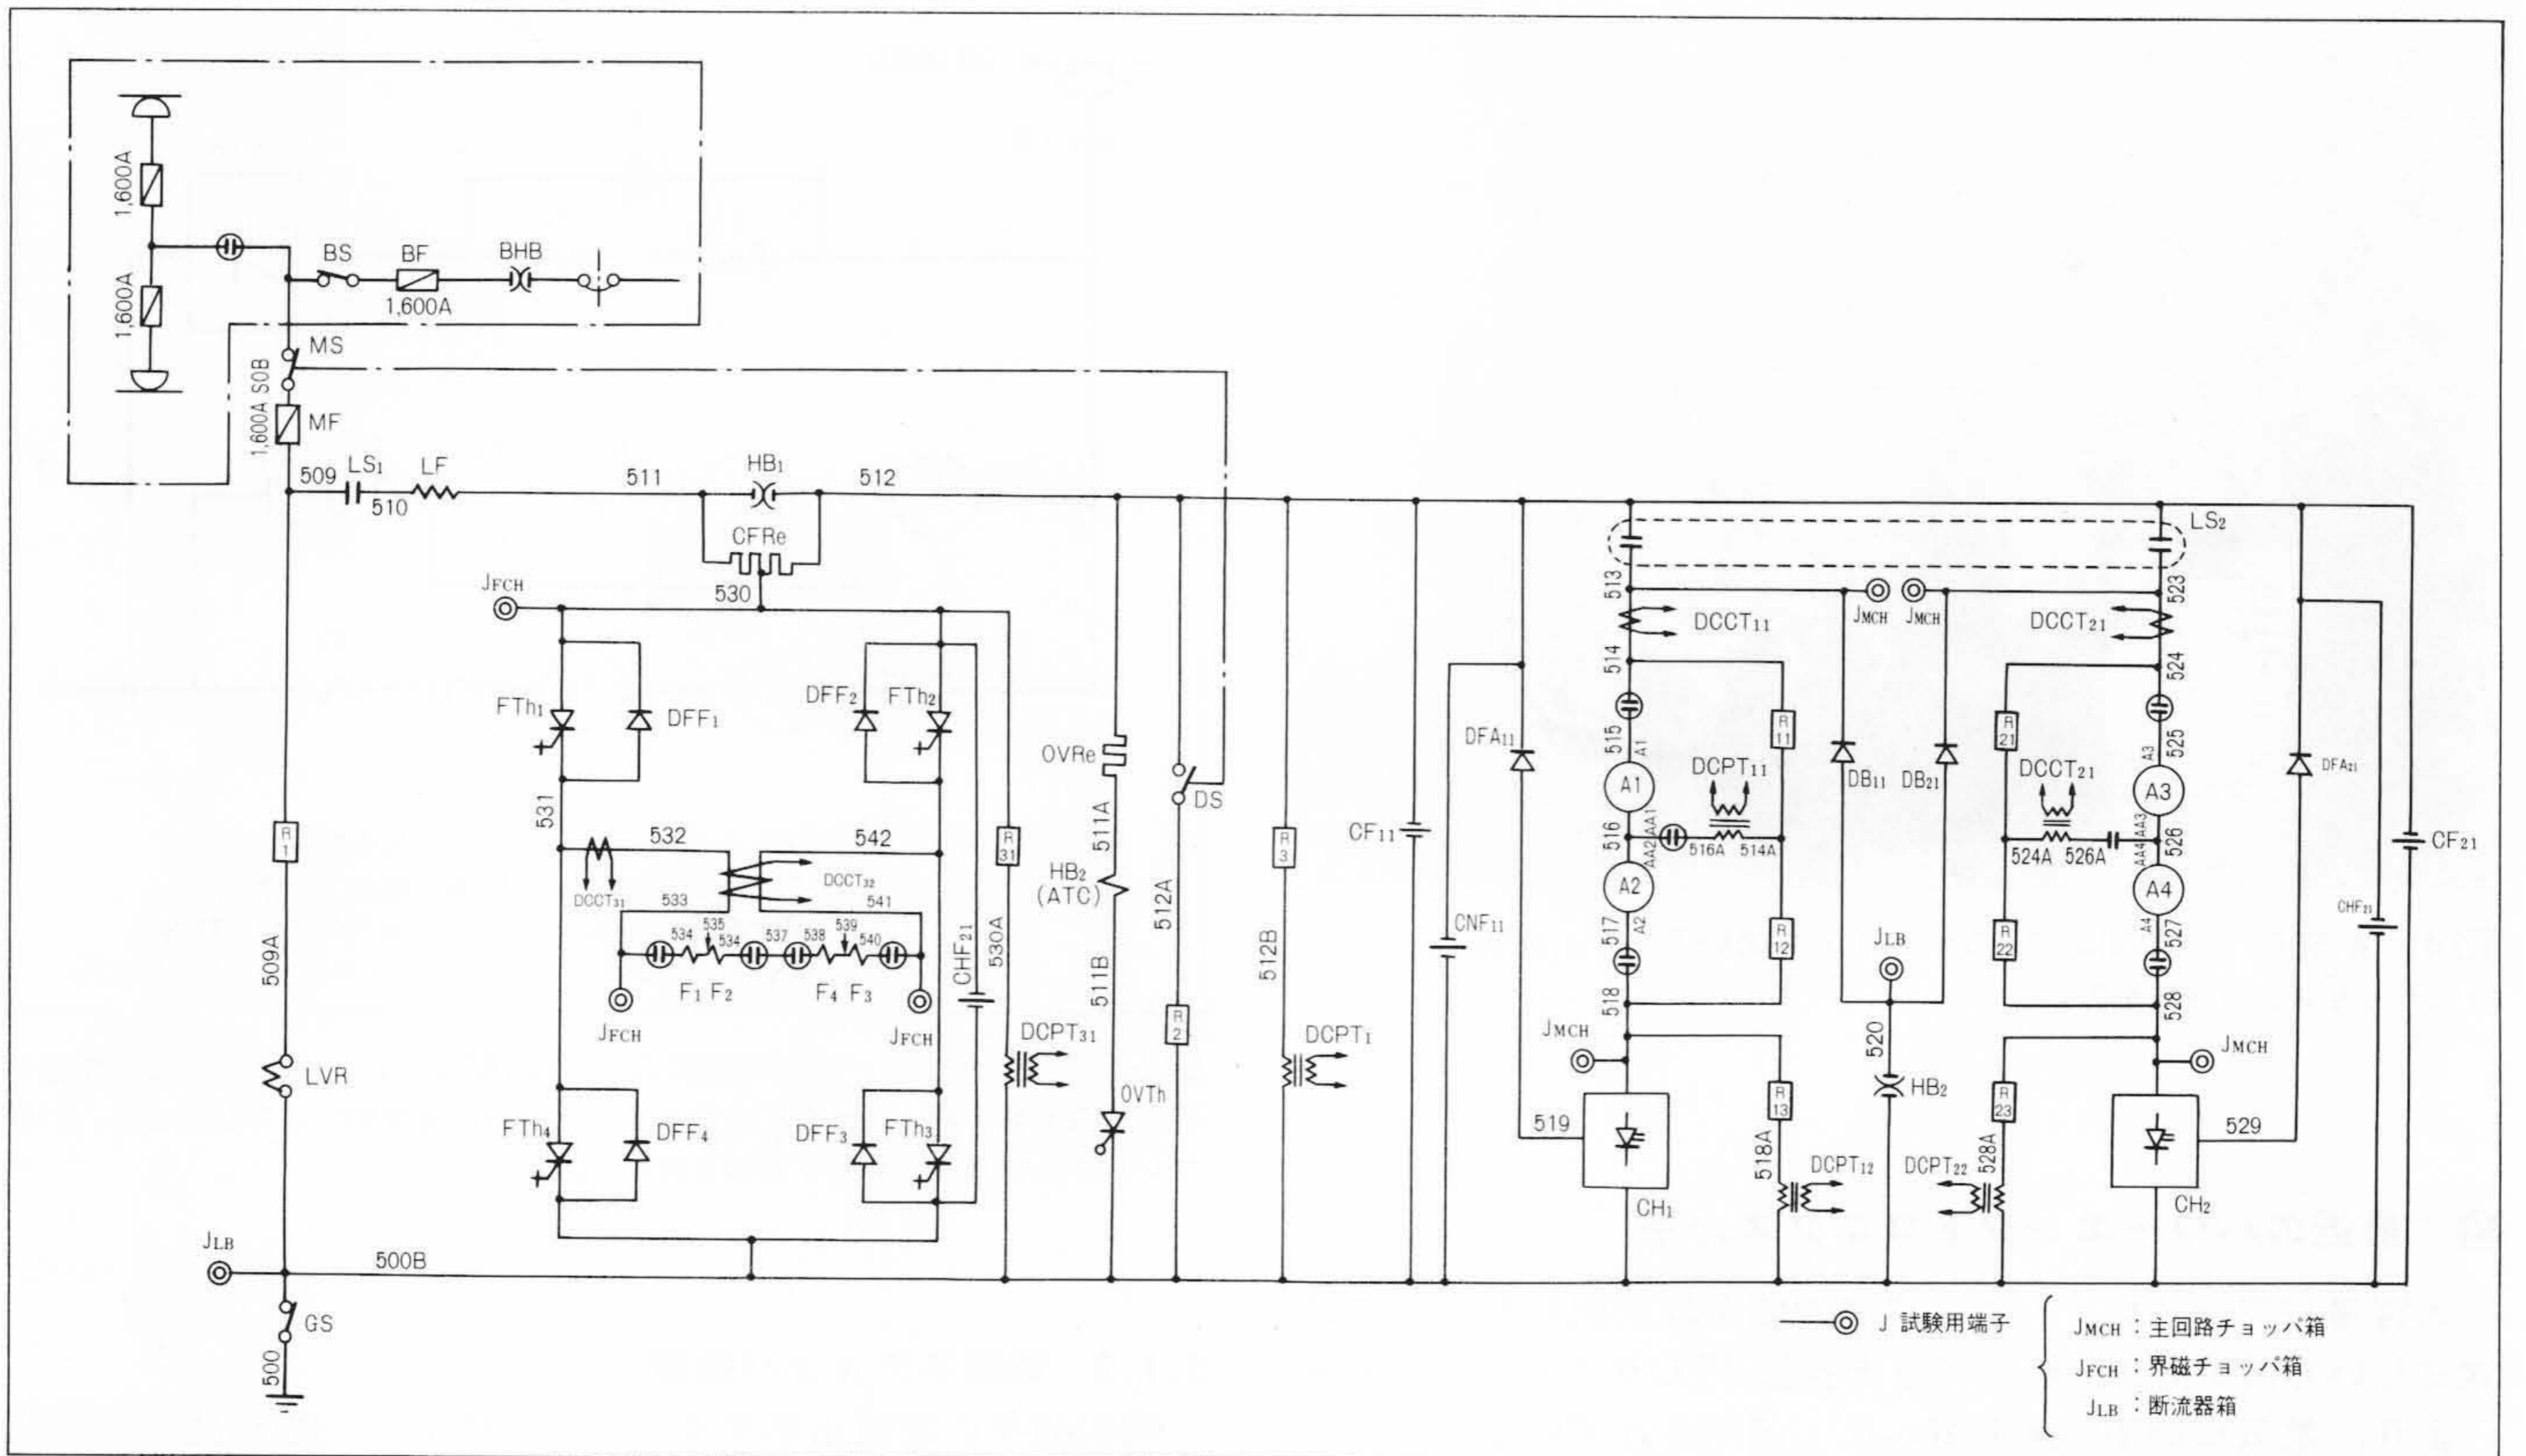 1,600A
1,600A
BS
BF
BHB
1,600A
MS
1,600A SOB
MF
509
LS₁
510
LF
511
HB₁
512
CFRe
530
JFCH
LS₂
513
523
JMCH
JMCH
DCCT₁₁
DCCT₂₁
514
524
FTh₁
DFF₁
DFF₂
FTh₂
531
532
542
DCCT₃₁
DCCT₃₂
533
541
534
535
534
537
538
539
540
F₁ F₂
F₄ F₃
JFCH
JFCH
CHF₂₁
R31
530A
DCPT₃₁
FTh₄
DFF₄
DFF₃
FTh₃
OVRe
511A
HB₂
(ATC)
511B
OVTh
DS
512A
R2
R3
512B
DCPT₁
CF₁₁
CNF₁₁
DFA₁₁
519
515
A1
A1
516
AA1
AA2
A2
517
A2
518
R11
DCPT₁₁
516A
514A
R12
JMCH
CH₁
R13
518A
DCPT₁₂
DB₁₁
DB₂₁
JLB
520
HB₂
R21
DCCT₂₁
524A
526A
R22
525
A3
A3
526
AA3
AA4
A4
527
A4
528
JMCH
R23
528A
DCPT₂₂
CH₂
529
DFA₂₁
CF₂₁
CHF₂₁
R1
509A
LVR
JLB
500B
GS
500
J 試験用端子
JMCH：主回路チョッパ箱
JFCH：界磁チョッパ箱
JLB：断流器箱